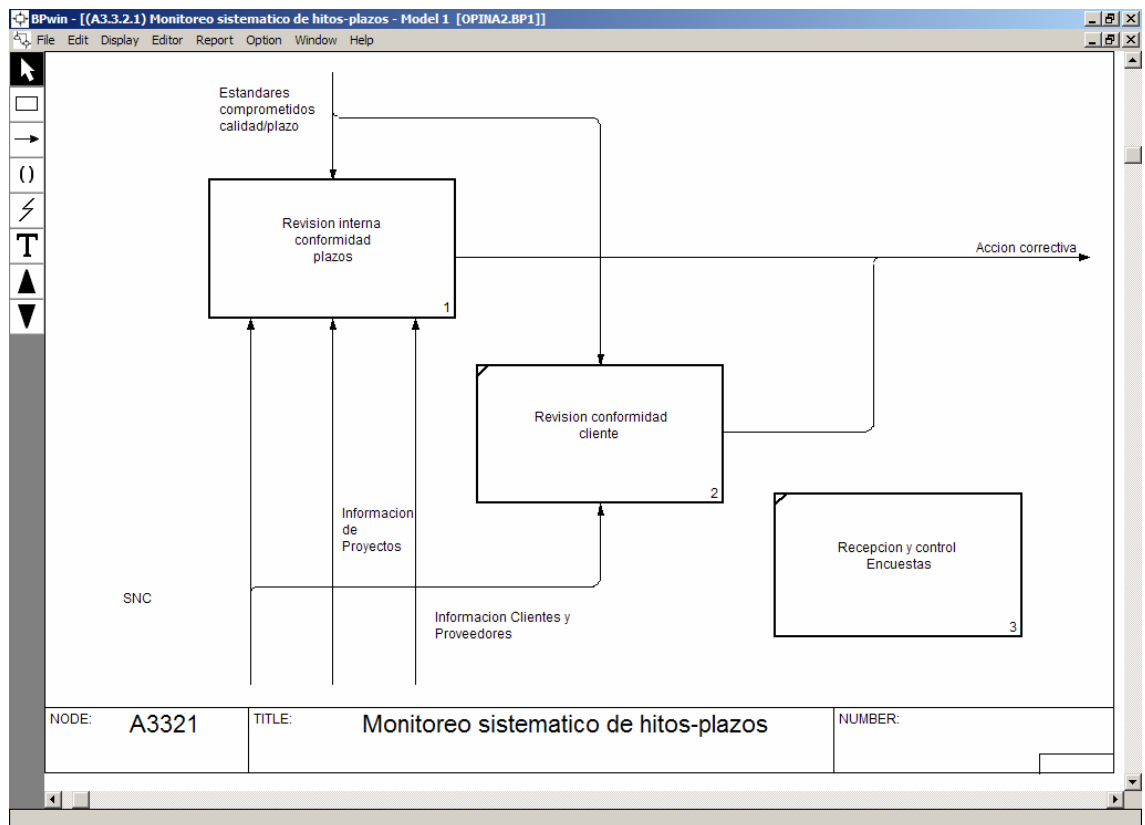 BPwin - [(A3.3.2.1) Monitoreo sistematico de hitos-plazos - Model 1 [OPINA2.BP1]]
File Edit Display Editor Report Option Window Help
( )
T
Estandares
comprometidos
calidad/plazo
Revision interna
conformidad
plazos
1
Accion correctiva
Revision conformidad
cliente
2
Informacion
de
Proyectos
Recepcion y control
Encuestas
3
SNC
Informacion Clientes y
Proveedores
NODE: A3321
TITLE: Monitoreo sistematico de hitos-plazos
NUMBER: